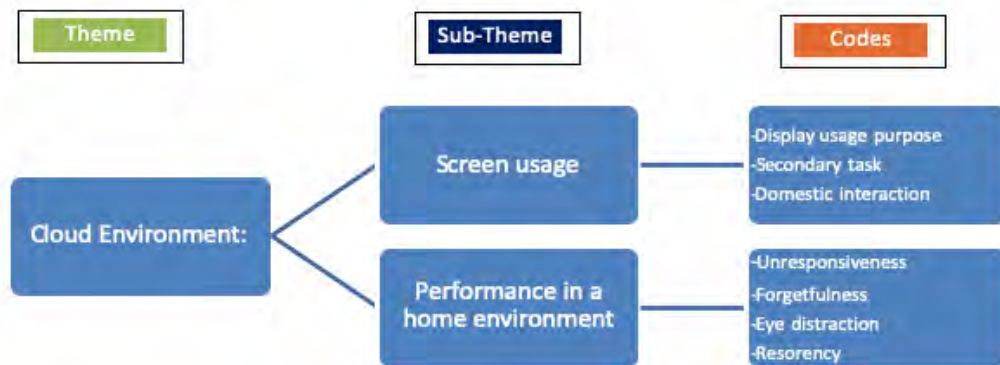 Theme
Sub-Theme
Codes
Cloud Environment:
Screen usage
-Display usage purpose
-Secondary task
-Domestic interaction
Performance in a
home environment
-Unresponsiveness
-Forgetfulness
-Eye distraction
-Resorency